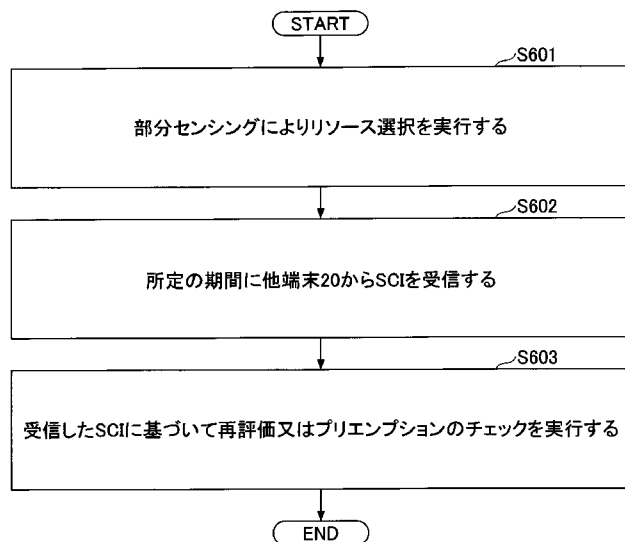 START
S601
部分センシングによりリソース選択を実行する
S602
所定の期間に他端末20からSCIを受信する
S603
受信したSCIに基づいて再評価又はプリエンプションのチェックを実行する
END